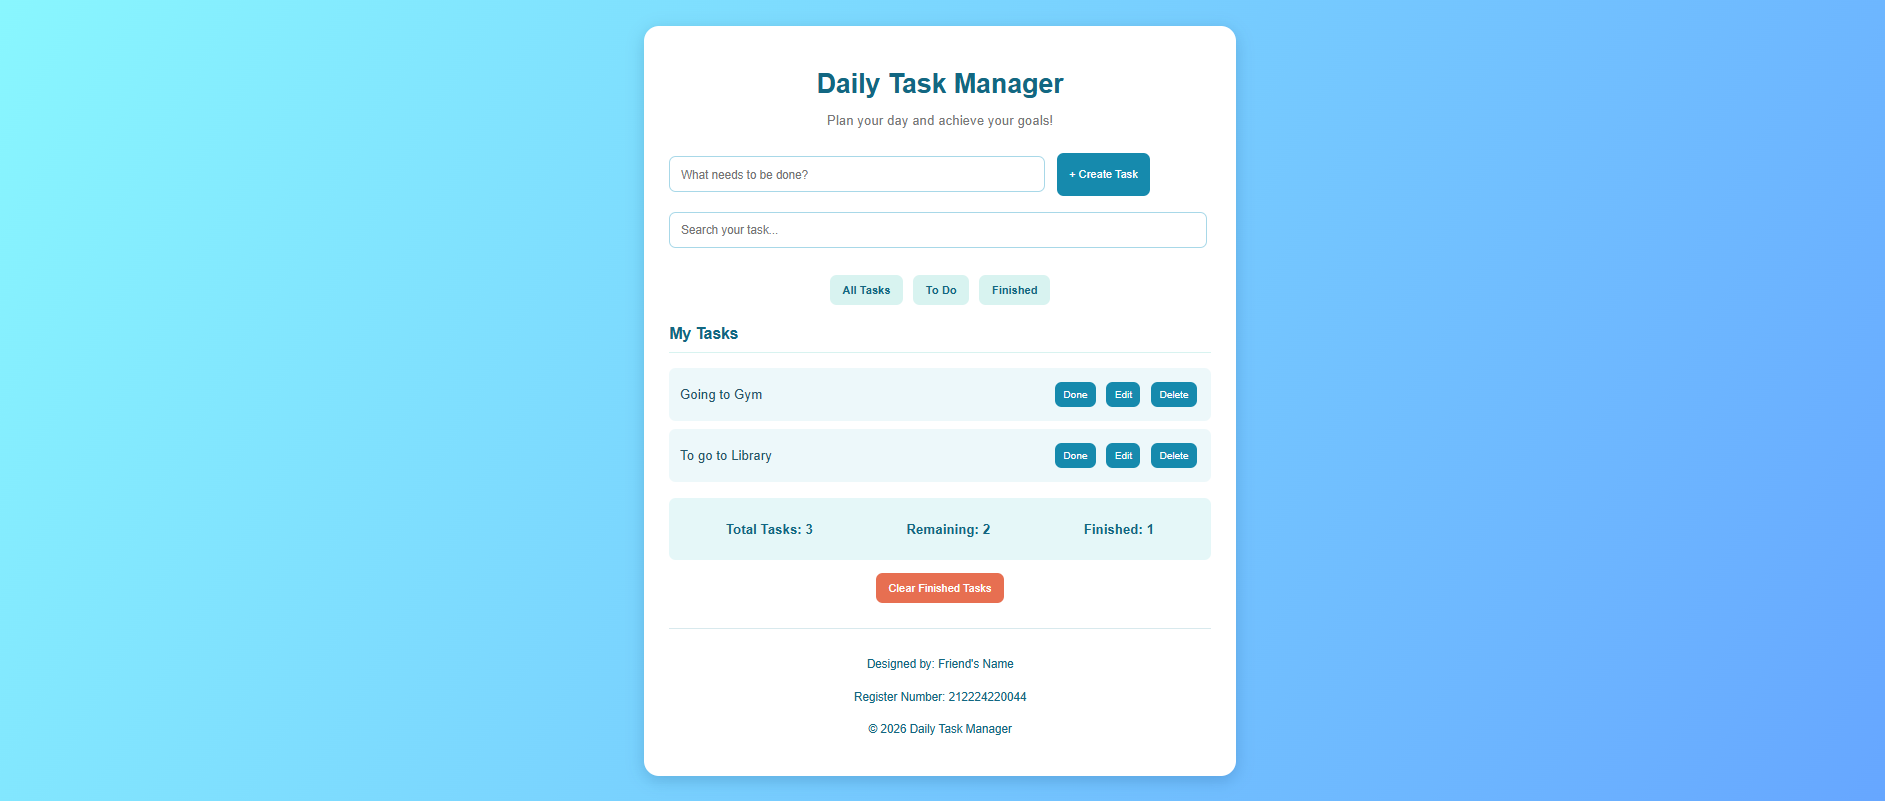 Daily Task Manager
Plan your day and achieve your goals!
What needs to be done?
+ Create Task
Search your task...
All Tasks To Do Finished
My Tasks
Going to Gym Done Edit Delete
To go to Library Done Edit Delete
Total Tasks: 3 Remaining: 2 Finished: 1
Clear Finished Tasks
Designed by: Friend's Name
Register Number: 212224220044
© 2026 Daily Task Manager